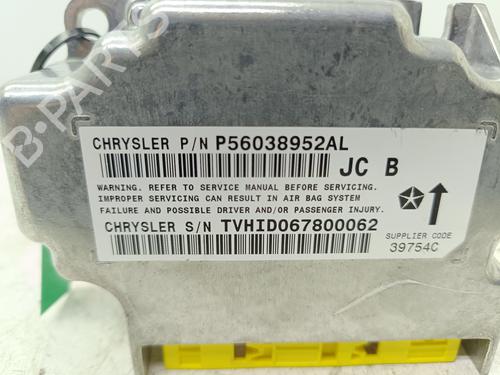 B-PARTS
CHRYSLER P/N P56038952AL
JC B
WARNING. REFER TO SERVICE MANUAL BEFORE SERVICING.
IMPROPER SERVICING CAN RESULT IN AIR BAG SYSTEM
FAILURE AND POSSIBLE DRIVER AND/OR PASSENGER INJURY.
CHRYSLER S/N TVHID067800062
SUPPLIER CODE
39754C